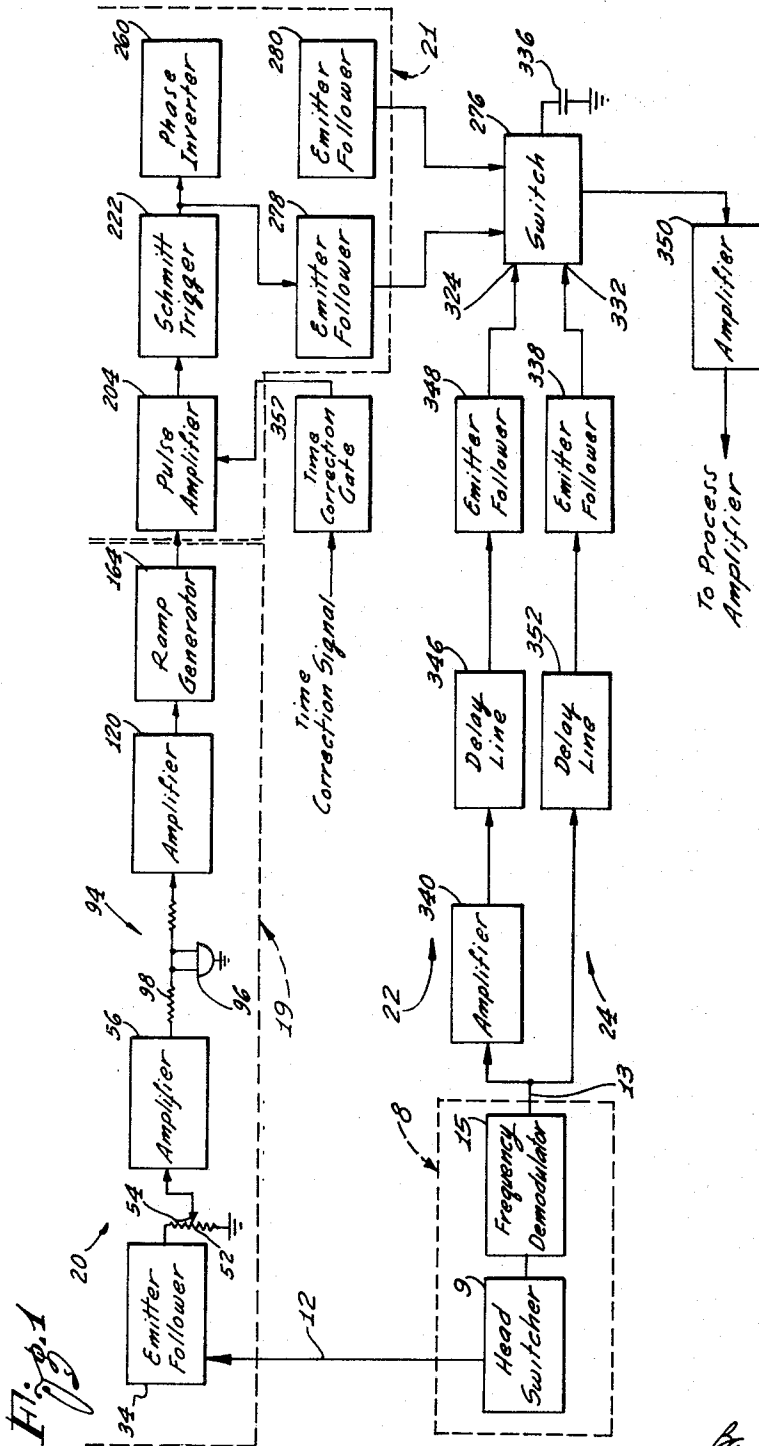 Fig. 1
20
34
Emitter
Follower
54
52
56
Amplifier
98
94
96
120
Amplifier
164
Ramp
Generator
19
204
Pulse
Amplifier
222
Schmitt
Trigger
260
Phase
Inverter
278
Emitter
Follower
280
Emitter
Follower
21
357
Time
Correction
Gate
Time
Correction Signal
12
8
9
Head
Switcher
15
Frequency
Demodulator
13
22
340
Amplifier
24
346
Delay
Line
352
Delay
Line
348
Emitter
Follower
338
Emitter
Follower
324
332
276
Switch
336
350
Amplifier
To Process
Amplifier